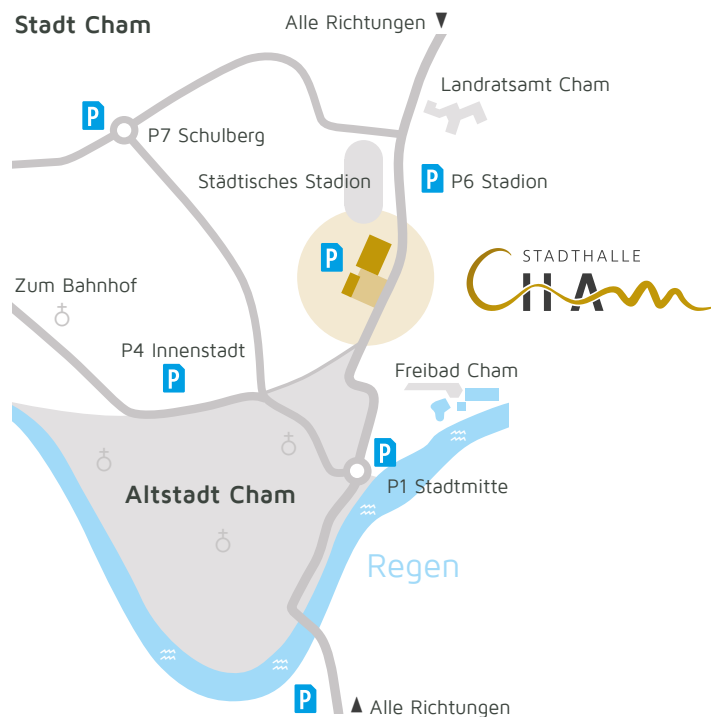 Stadt Cham
Alle Richtungen
Landratsamt Cham
P
P7 Schulberg
Städtisches Stadion
P
P6 Stadion
P
STADTHALLE
CHAM
Zum Bahnhof
P4 Innenstadt
P
Freibad Cham
P
P1 Stadtmitte
Altstadt Cham
Regen
P
Alle Richtungen